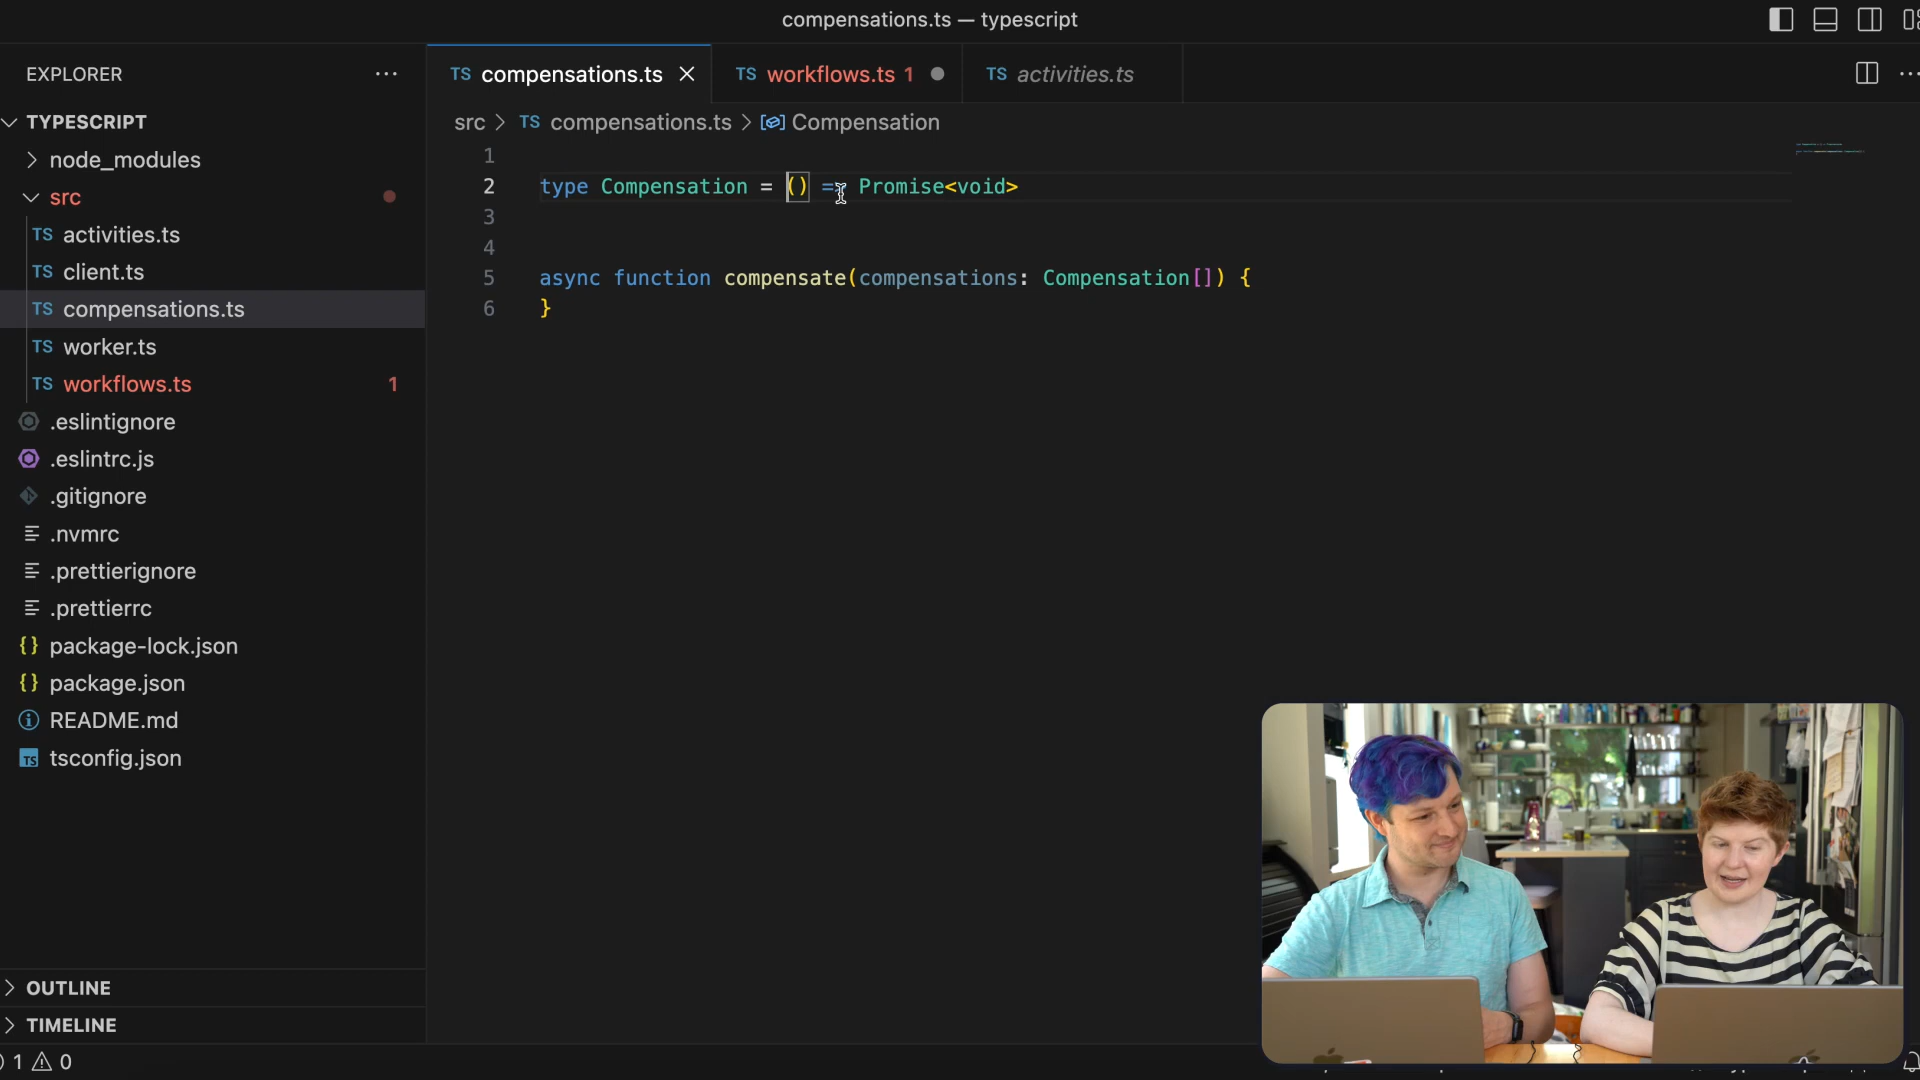 compensations.ts — typescript
EXPLORER
TYPESCRIPT
node_modules
src
TS activities.ts
TS client.ts
TS compensations.ts
TS worker.ts
TS workflows.ts 1
.eslintignore
.eslintrc.js
.gitignore
.nvmrc
.prettierignore
.prettierrc
{} package-lock.json
{} package.json
README.md
TS tsconfig.json
OUTLINE
TIMELINE
1 0
TS compensations.ts
TS workflows.ts 1
TS activities.ts
src > TS compensations.ts > Compensation
1
2 type Compensation = () => Promise<void>
3
4
5 async function compensate(compensations: Compensation[]) {
6 }